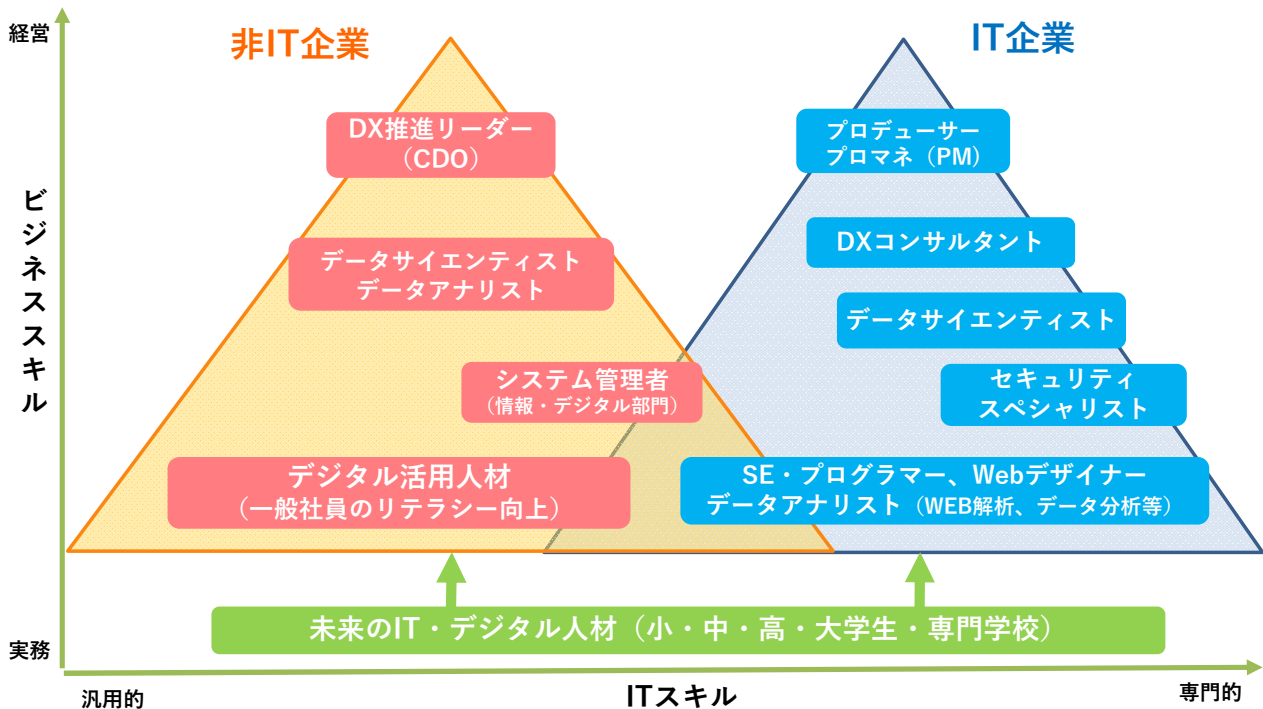 経営
非IT企業
IT企業
DX推進リーダー
（CDO）
プロデューサー
プロマネ（PM）
ビジネススキル
DXコンサルタント
データサイエンティスト
データアナリスト
データサイエンティスト
システム管理者
（情報・デジタル部門）
セキュリティ
スペシャリスト
デジタル活用人材
（一般社員のリテラシー向上）
SE・プログラマー、Webデザイナー
データアナリスト（WEB解析、データ分析等）
未来のIT・デジタル人材（小・中・高・大学生・専門学校）
実務
汎用的
ITスキル
専門的